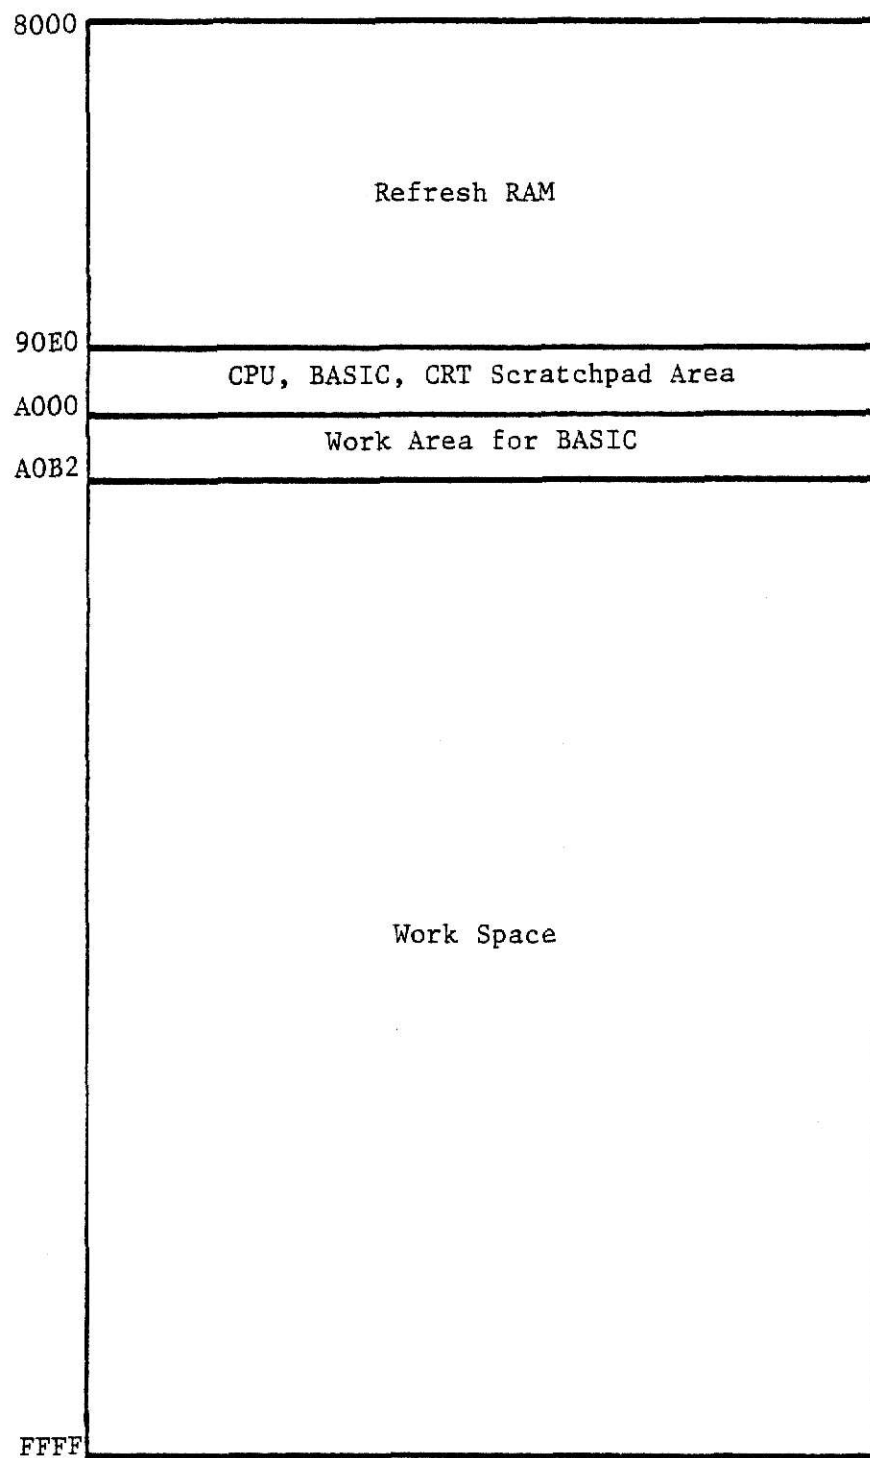 8000
Refresh RAM
90E0
CPU, BASIC, CRT Scratchpad Area
A000
Work Area for BASIC
A0B2
Work Space
FFFF